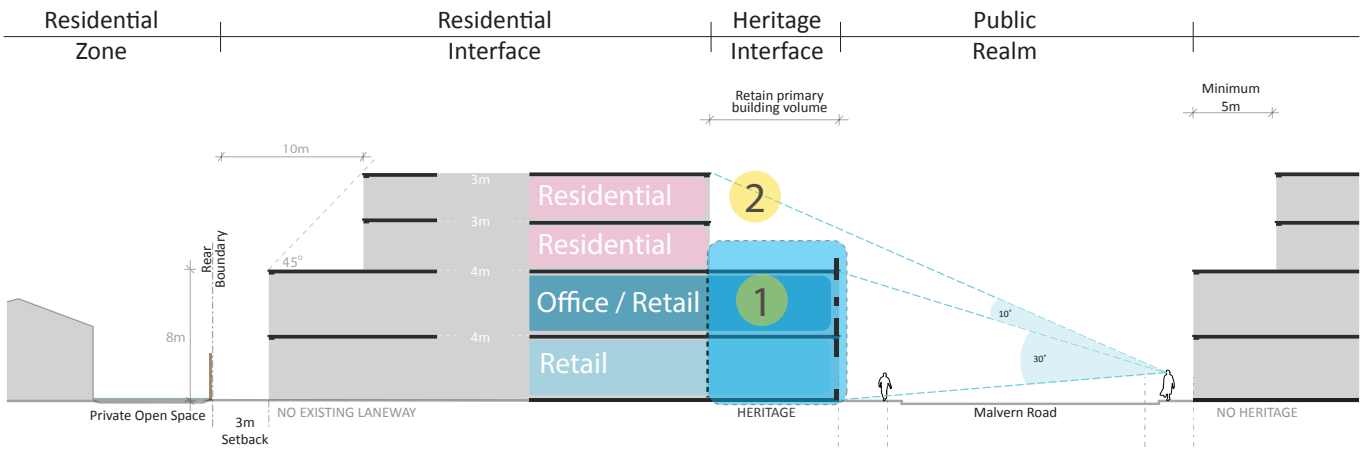 Residential
Zone
Residential
Interface
Heritage
Interface
Public
Realm
Retain primary
building volume
Minimum
5m
10m
3m
Residential
2
3m
Residential
45°
Rear
Boundary
4m
Office / Retail
1
10°
8m
4m
Retail
30°
Private Open Space
NO EXISTING LANEWAY
HERITAGE
Malvern Road
NO HERITAGE
3m
Setback